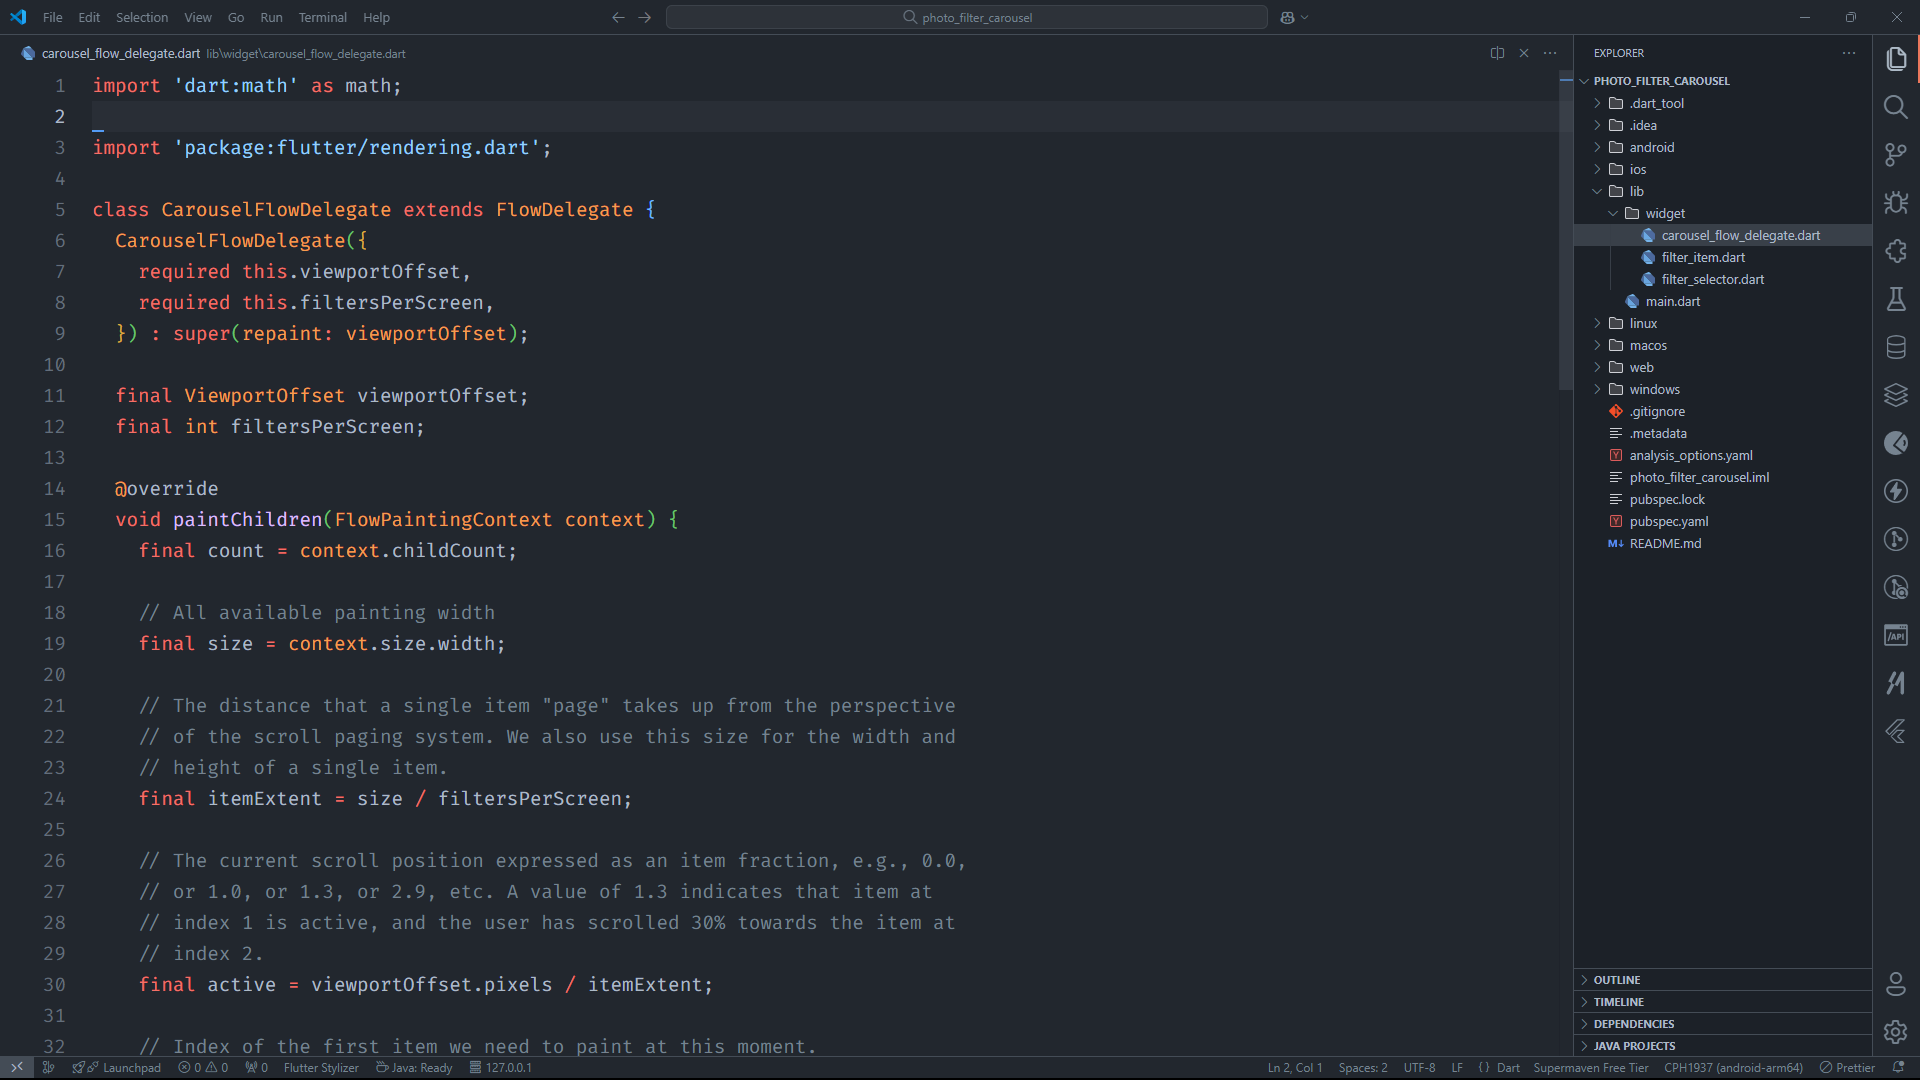 File Edit Selection View Go Run Terminal Help
photo_filter_carousel
carousel_flow_delegate.dart lib\widget\carousel_flow_delegate.dart
1 import 'dart:math' as math;
2
3 import 'package:flutter/rendering.dart';
4
5 class CarouselFlowDelegate extends FlowDelegate {
6 CarouselFlowDelegate({
7 required this.viewportOffset,
8 required this.filtersPerScreen,
9 }) : super(repaint: viewportOffset);
10
11 final ViewportOffset viewportOffset;
12 final int filtersPerScreen;
13
14 @override
15 void paintChildren(FlowPaintingContext context) {
16 final count = context.childCount;
17
18 // All available painting width
19 final size = context.size.width;
20
21 // The distance that a single item "page" takes up from the perspective
22 // of the scroll paging system. We also use this size for the width and
23 // height of a single item.
24 final itemExtent = size / filtersPerScreen;
25
26 // The current scroll position expressed as an item fraction, e.g., 0.0,
27 // or 1.0, or 1.3, or 2.9, etc. A value of 1.3 indicates that item at
28 // index 1 is active, and the user has scrolled 30% towards the item at
29 // index 2.
30 final active = viewportOffset.pixels / itemExtent;
31
32 // Index of the first item we need to paint at this moment.
EXPLORER
PHOTO_FILTER_CAROUSEL
.dart_tool
.idea
android
ios
lib
widget
carousel_flow_delegate.dart
filter_item.dart
filter_selector.dart
main.dart
linux
macos
web
windows
.gitignore
.metadata
analysis_options.yaml
photo_filter_carousel.iml
pubspec.lock
pubspec.yaml
README.md
OUTLINE
TIMELINE
DEPENDENCIES
JAVA PROJECTS
/API
Launchpad 0 0 0 Flutter Stylizer Java: Ready 127.0.0.1
Ln 2, Col 1 Spaces: 2 UTF-8 LF {} Dart Supermaven Free Tier CPH1937 (android-arm64) Prettier